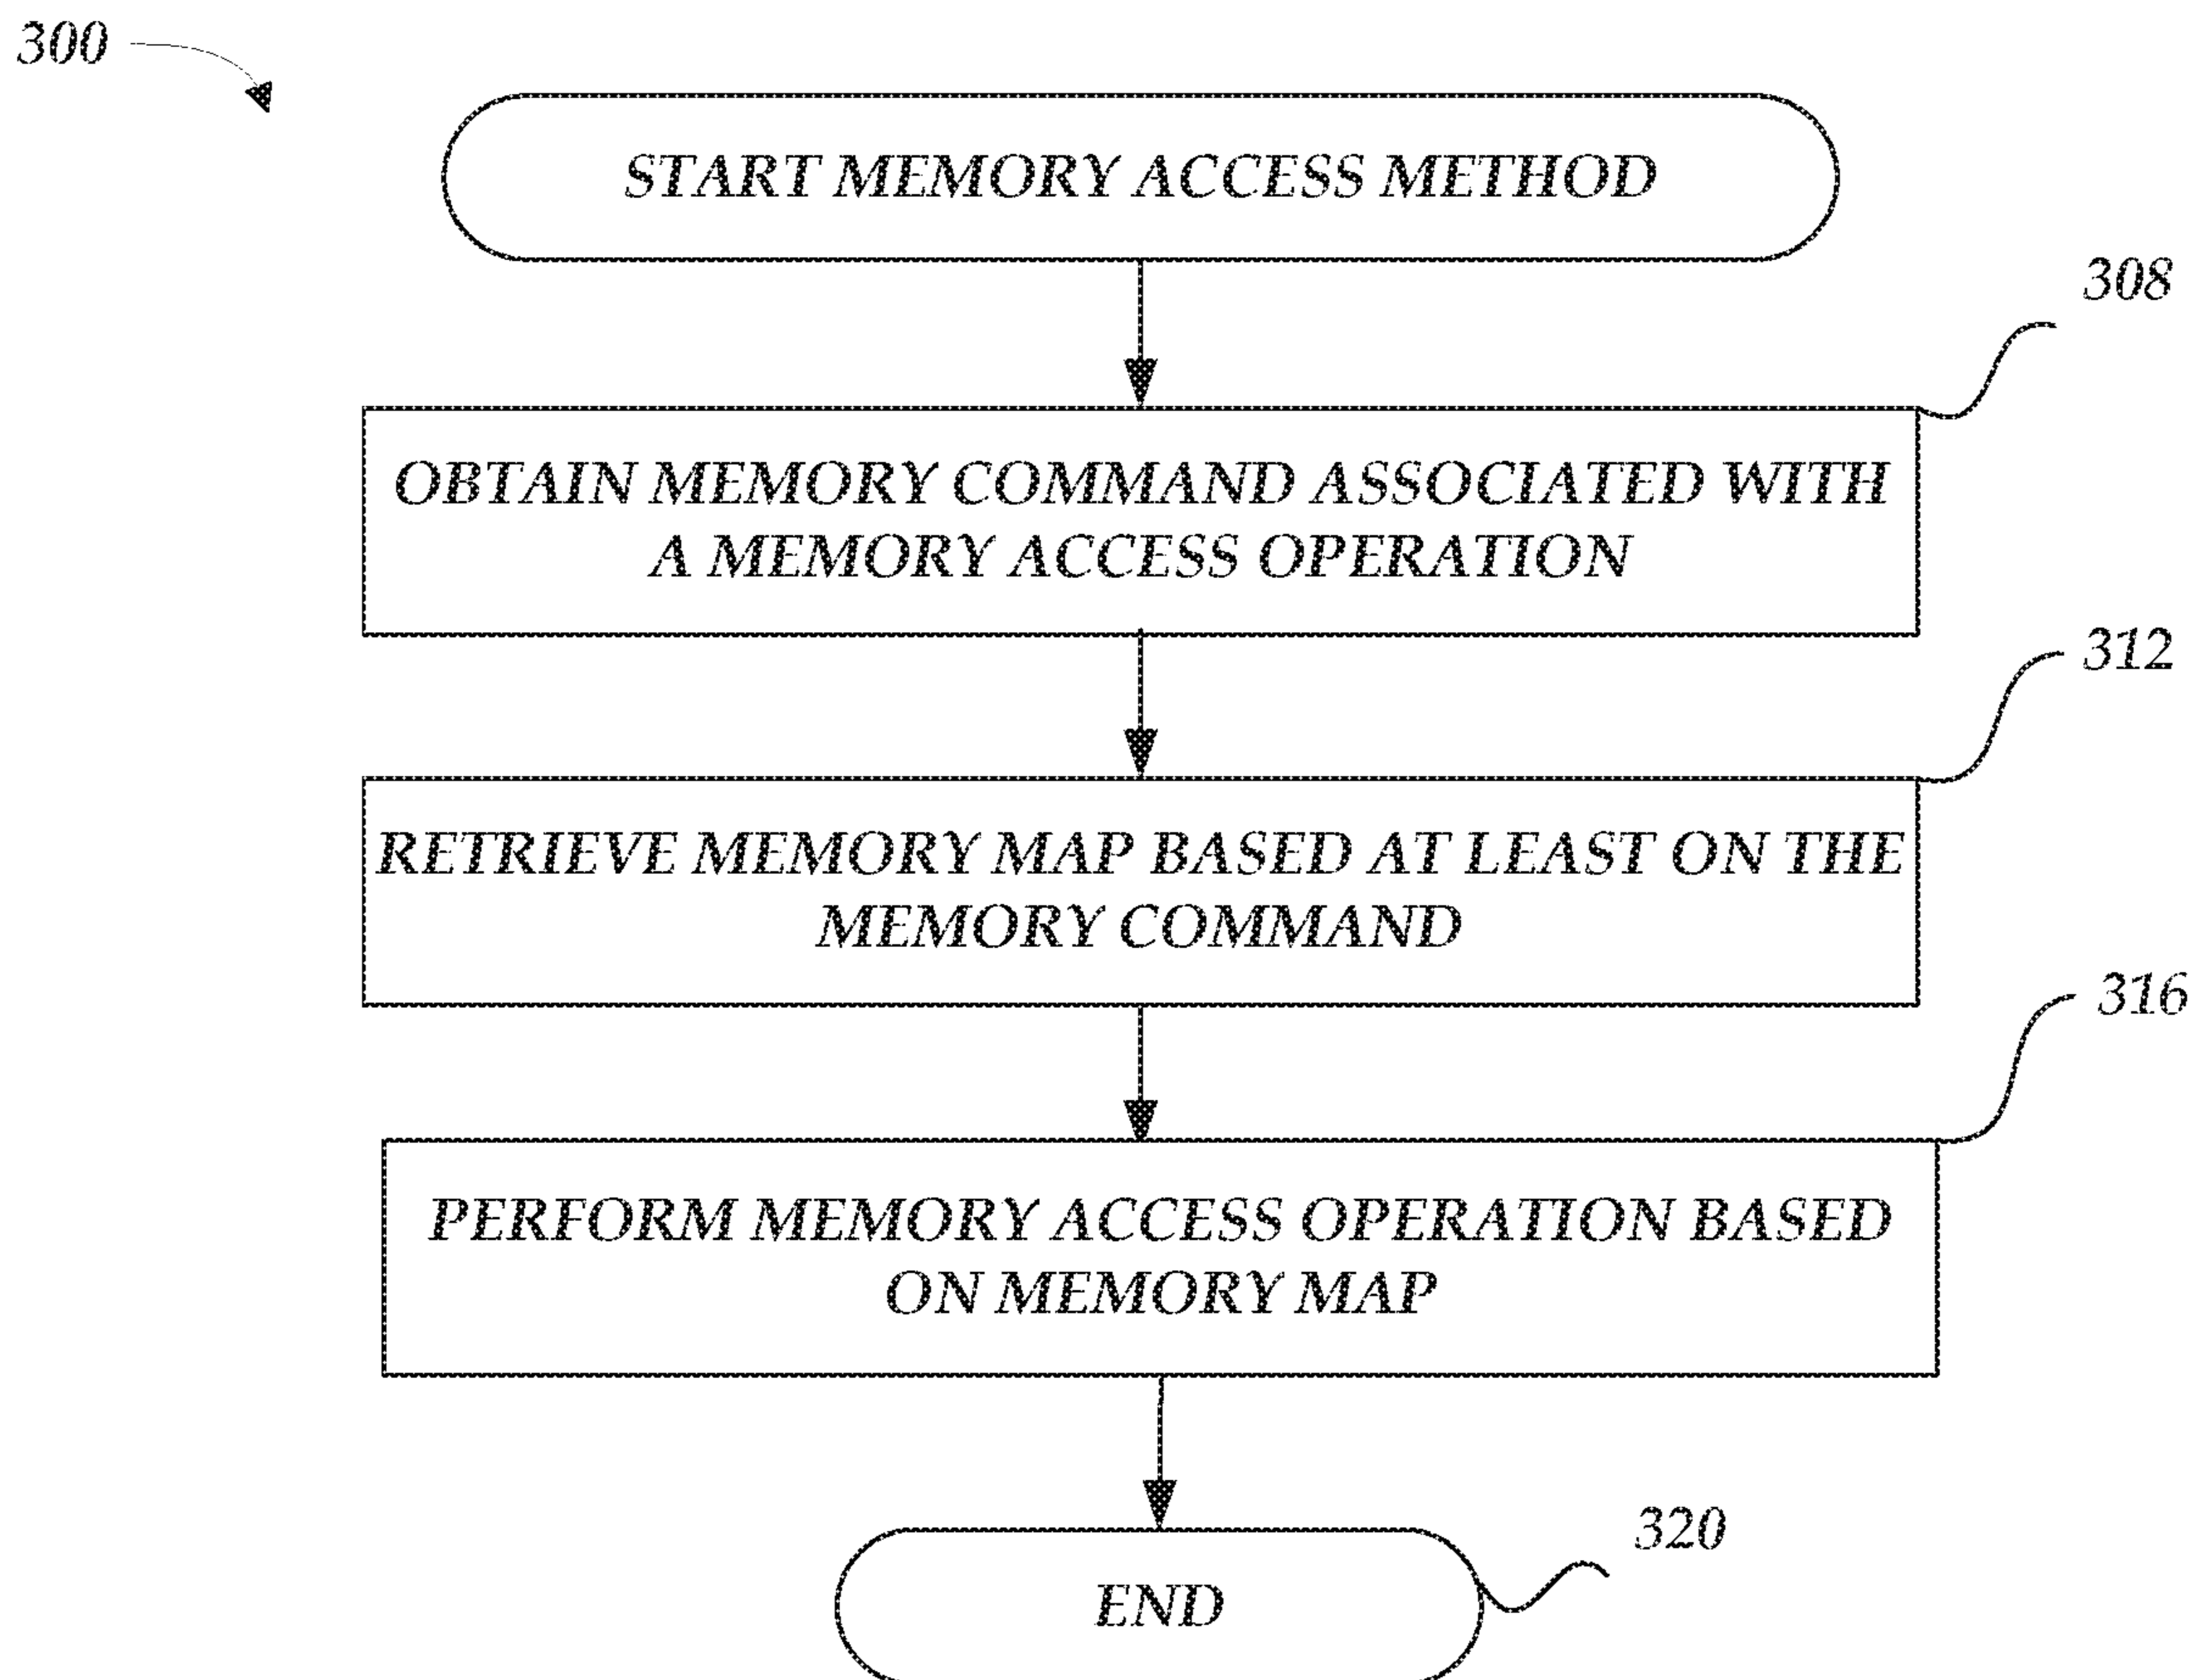 300
START MEMORY ACCESS METHOD
308
OBTAIN MEMORY COMMAND ASSOCIATED WITH
A MEMORY ACCESS OPERATION
312
RETRIEVE MEMORY MAP BASED AT LEAST ON THE
MEMORY COMMAND
316
PERFORM MEMORY ACCESS OPERATION BASED
ON MEMORY MAP
320
END